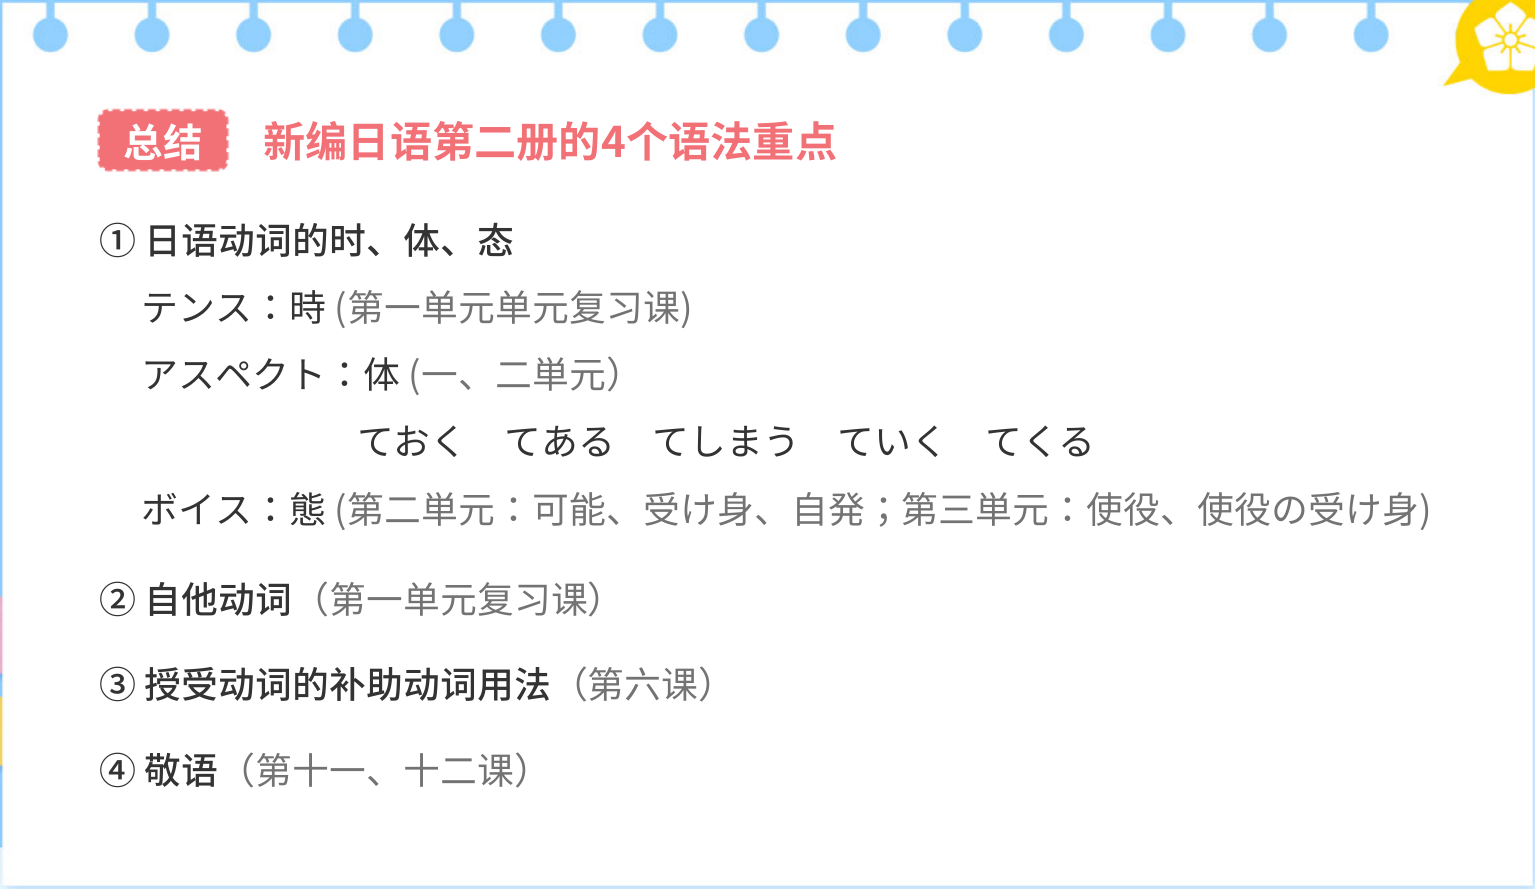 总结 新编日语第二册的4个语法重点
① 日语动词的时、体、态
テンス：時 (第一单元单元复习课)
アスペクト：体 (一、二単元）
ておく　てある　てしまう　ていく　てくる
ボイス：態 (第二単元：可能、受け身、自発；第三単元：使役、使役の受け身)
② 自他动词（第一单元复习课）
③ 授受动词的补助动词用法（第六课）
④ 敬语（第十一、十二课）